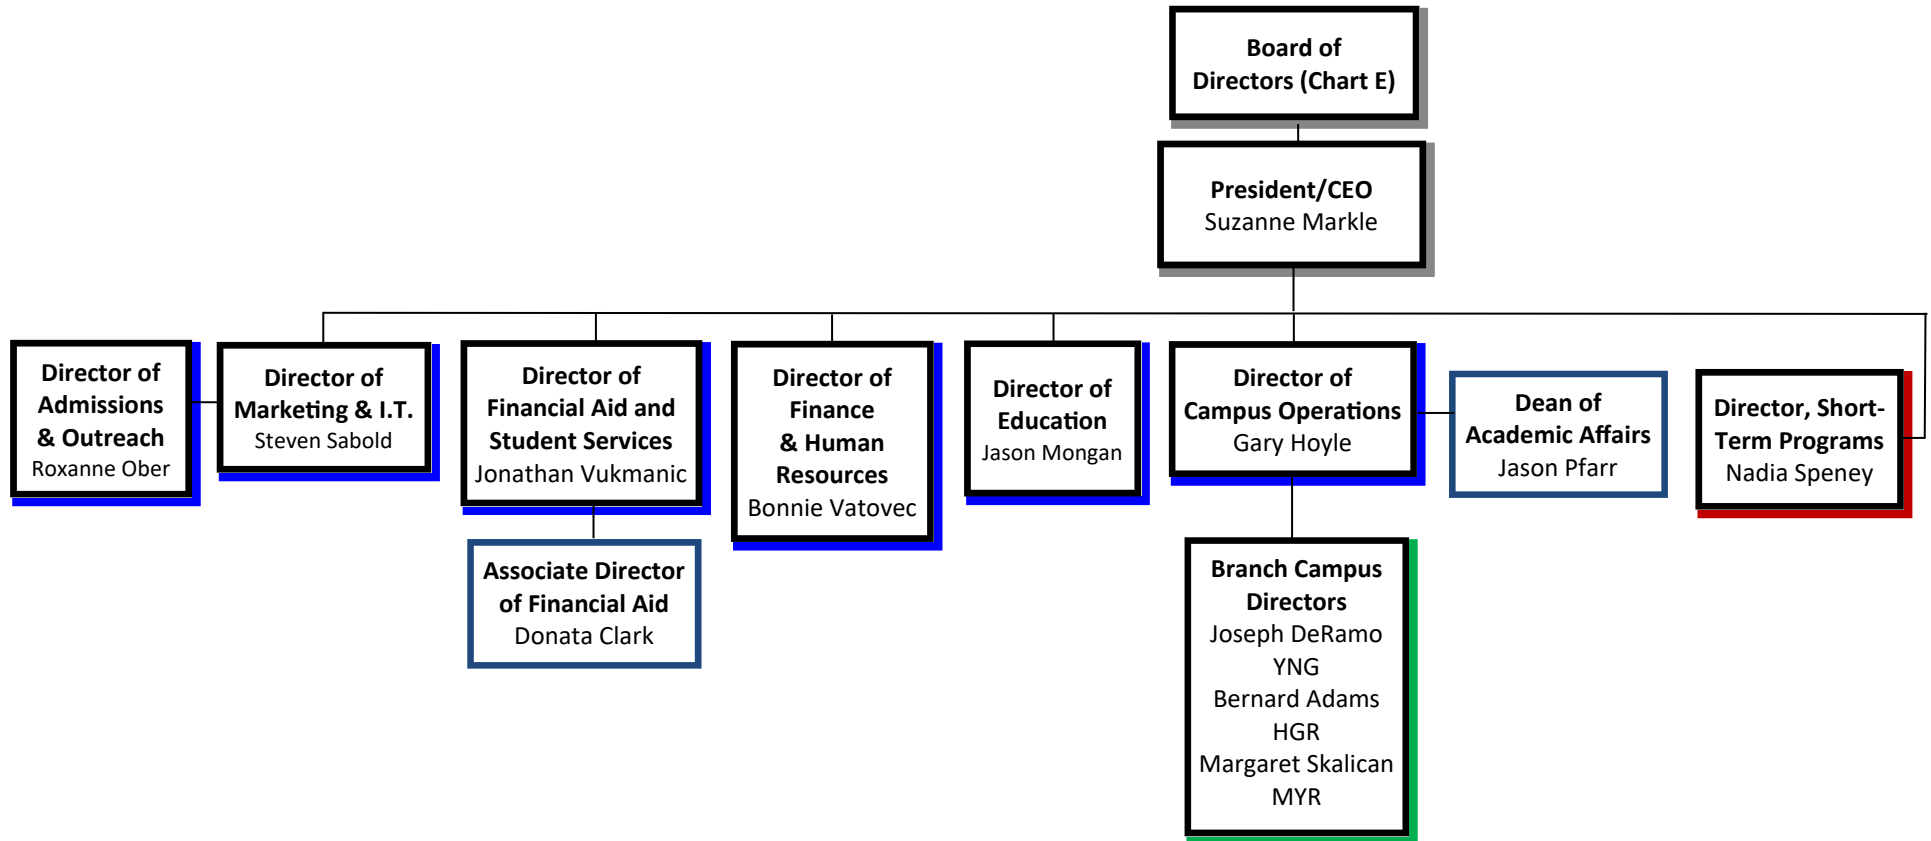 Board of
Directors (Chart E)
President/CEO
Suzanne Markle
Director of
Admissions
& Outreach
Roxanne Ober
Director of
Marketing & I.T.
Steven Sabold
Director of
Financial Aid and
Student Services
Jonathan Vukmanic
Director of
Finance
& Human
Resources
Bonnie Vatovec
Director of
Education
Jason Mongan
Director of
Campus Operations
Gary Hoyle
Dean of
Academic Affairs
Jason Pfarr
Director, Short-
Term Programs
Nadia Speney
Associate Director
of Financial Aid
Donata Clark
Branch Campus
Directors
Joseph DeRamo
YNG
Bernard Adams
HGR
Margaret Skalican
MYR